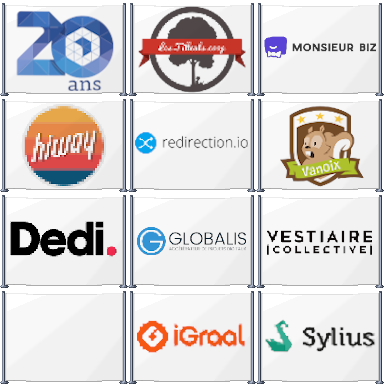 20
ans
Les-Tilleuls.coop
MONSIEUR BIZ
hiway
redirection.io
Vanoix
Dedi.
GLOBALIS
VESTIAIRE
|COLLECTIVE|
iGraal
Sylius